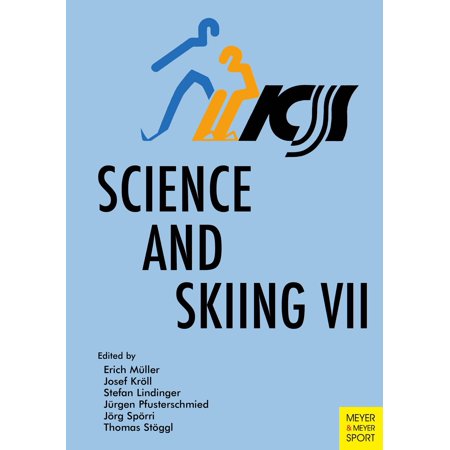 ICSS
SCIENCE
AND
SKIING VII
Edited by
Erich Müller
Josef Kröll
Stefan Lindinger
Jürgen Pfusterschmied
Jörg Spörri
Thomas Stöggl
MEYER
& MEYER
SPORT